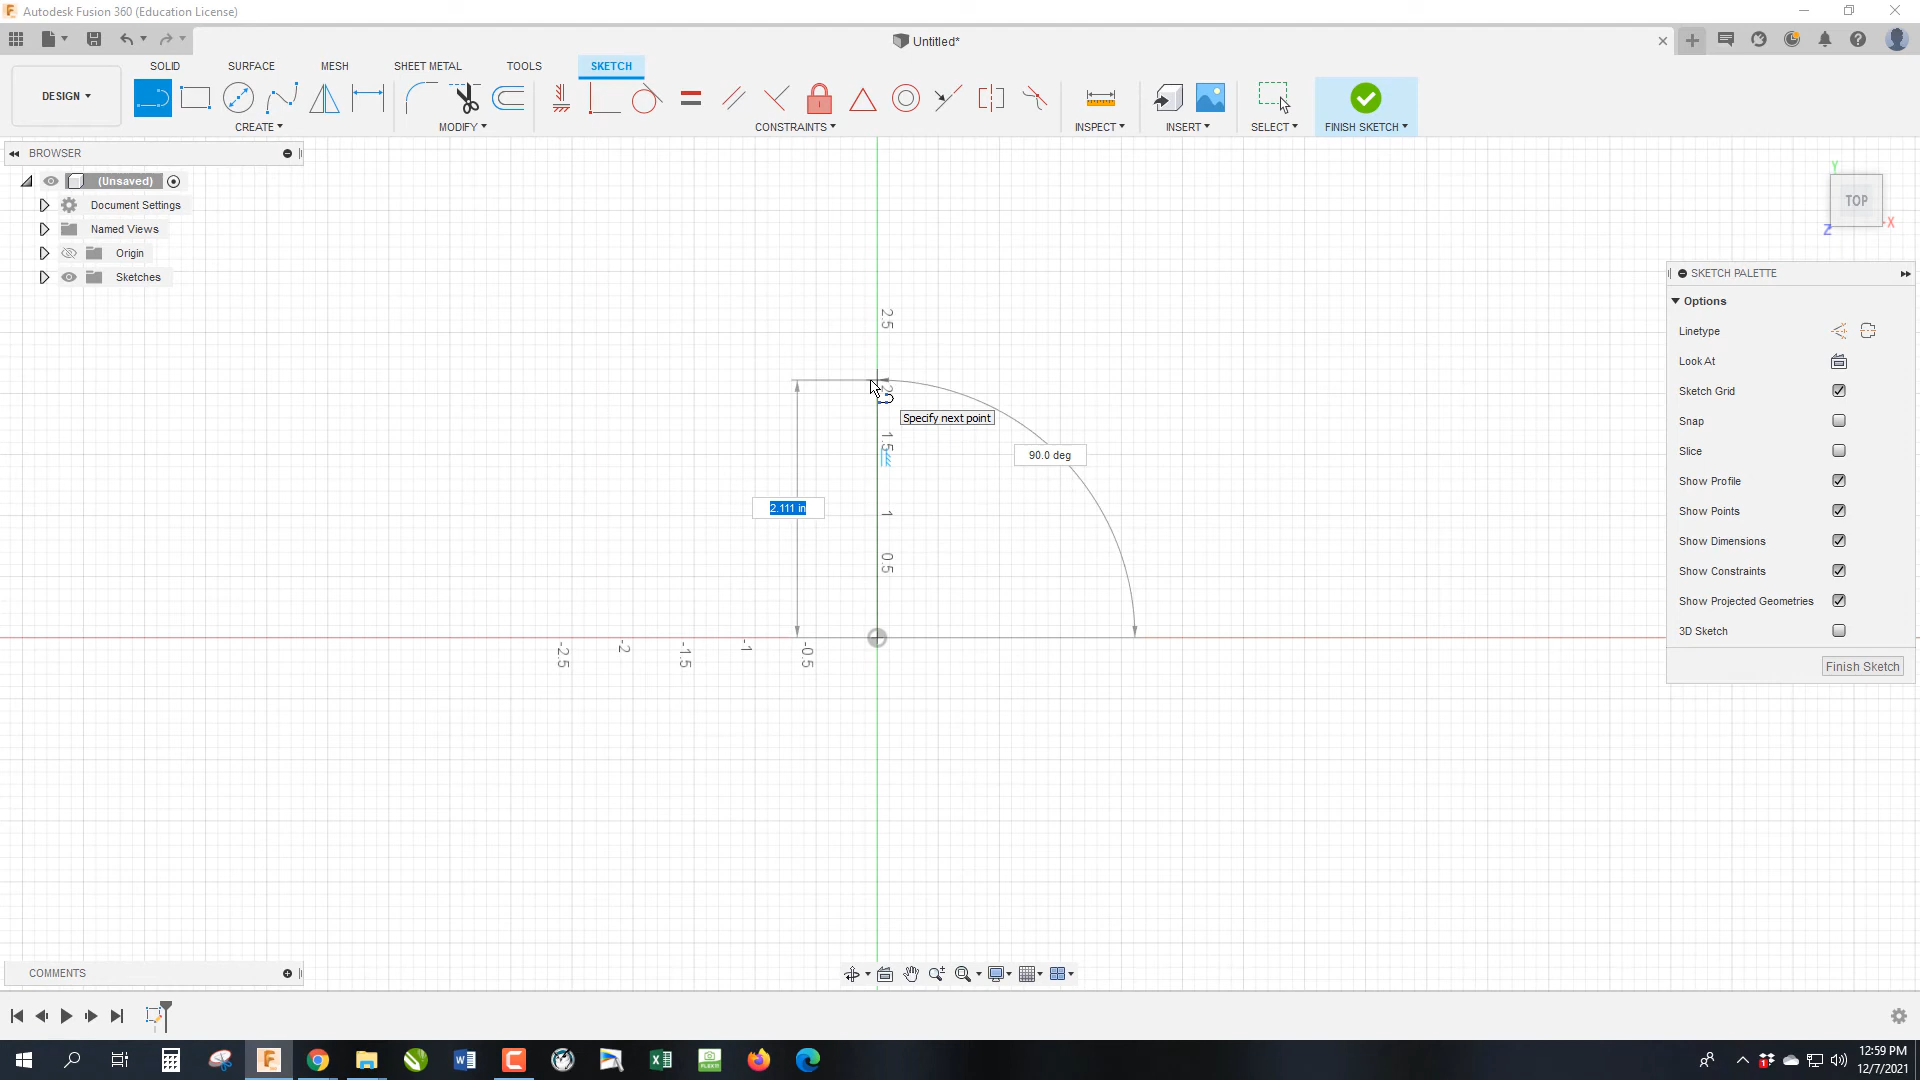 Autodesk Fusion 360 (Education License)
Untitled*
SOLID SURFACE MESH SHEET METAL TOOLS SKETCH
DESIGN
CREATE MODIFY CONSTRAINTS INSPECT INSERT SELECT FINISH SKETCH
BROWSER
(Unsaved)
Document Settings
Named Views
Origin
Sketches
Y
TOP
X
Z
SKETCH PALETTE
Options
Linetype
Look At
Sketch Grid
Snap
Slice
Show Profile
Show Points
Show Dimensions
Show Constraints
Show Projected Geometries
3D Sketch
Finish Sketch
2.5
2
Specify next point
1.5
90.0 deg
2.111 in
1
0.5
-2.5 -2 -1.5 -1 -0.5
COMMENTS
12:59 PM
12/7/2021